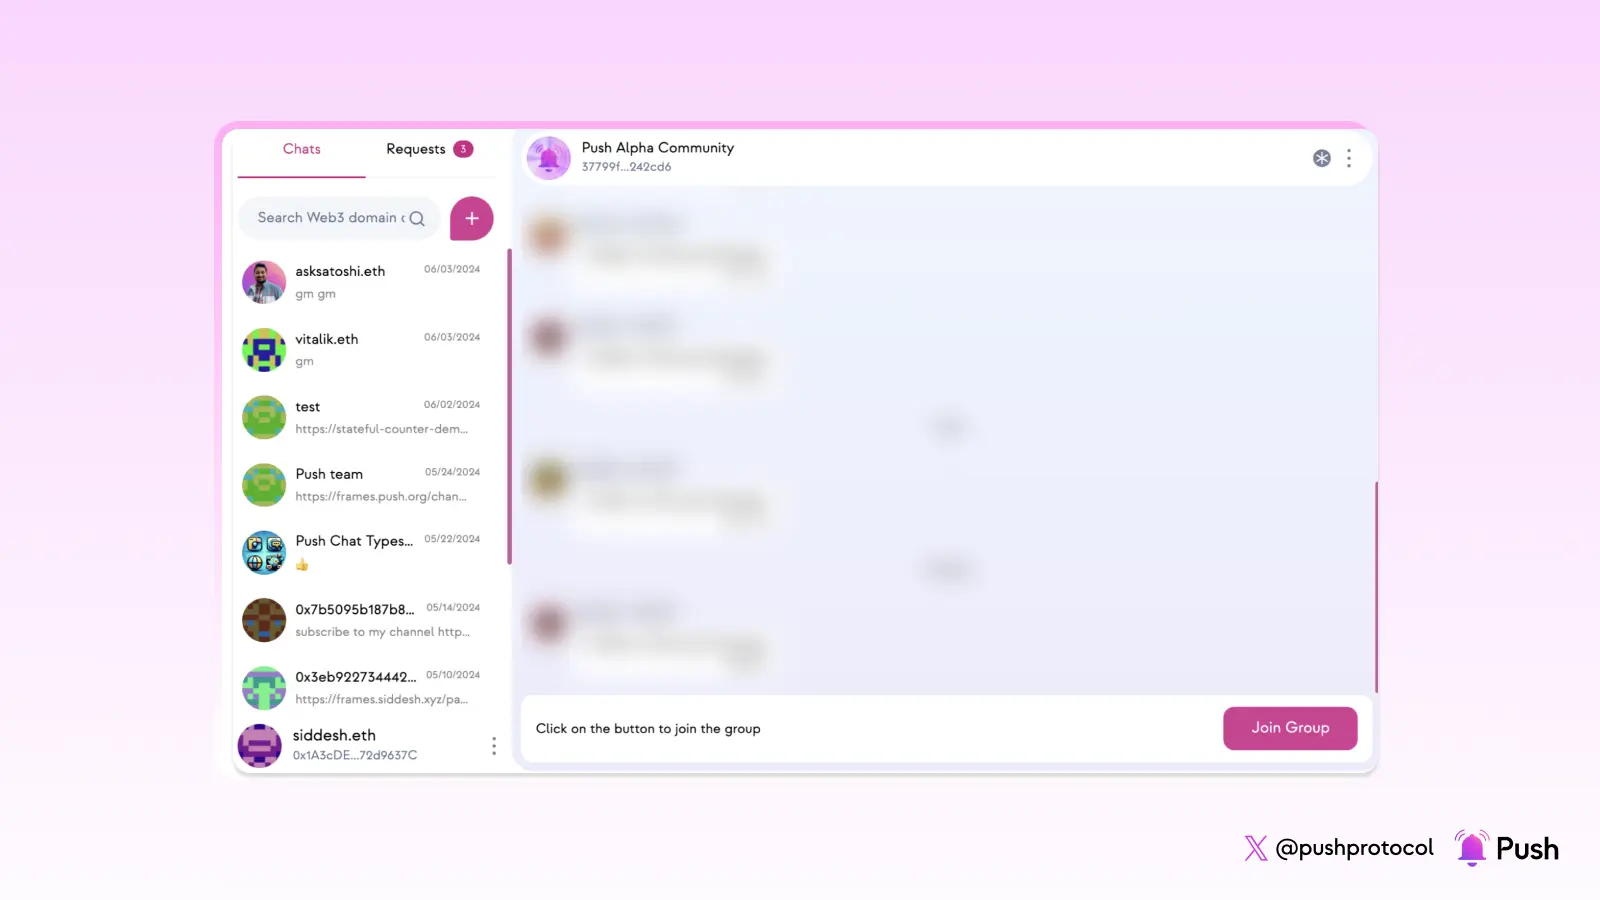 Chats
Requests 3
Search Web3 domain
asksatoshi.eth 06/03/2024
gm gm
vitalik.eth 06/03/2024
gm
test 06/02/2024
https://stateful-counter-dem...
Push team 05/24/2024
https://frames.push.org/chan...
Push Chat Types... 05/22/2024
👍
0x7b5095b187b8... 05/14/2024
subscribe to my channel http...
0x3eb922734442... 05/10/2024
https://frames.siddesh.xyz/pa...
siddesh.eth
0x1A3cDE...72d9637C
Push Alpha Community
37799f...242cd6
Click on the button to join the group
Join Group
@pushprotocol
Push